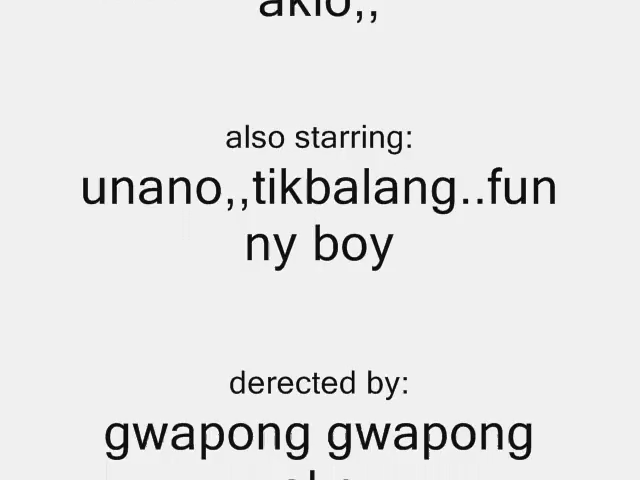 also starring:
unano,,tikbalang..fun
ny boy
derected by:
gwapong gwapong